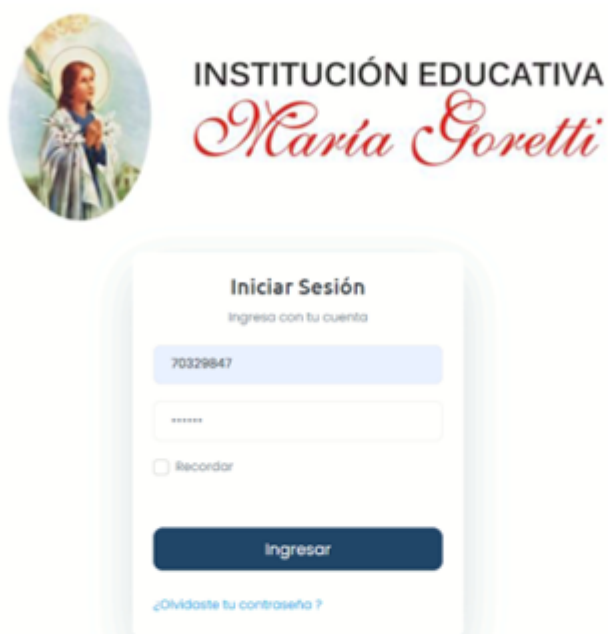 INSTITUCIÓN EDUCATIVA
María Goretti
Iniciar Sesión
Ingresa con tu cuenta
70329847
••••••
Recordar
Ingresar
¿Olvidaste tu contraseña ?